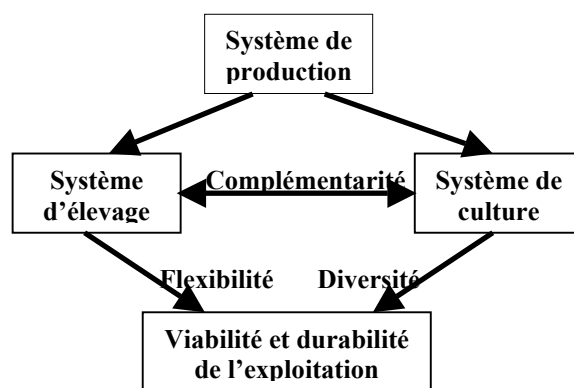 Système de
production
Système
d’élevage
Complémentarité
Système de
culture
Flexibilité
Diversité
Viabilité et durabilité
de l’exploitation